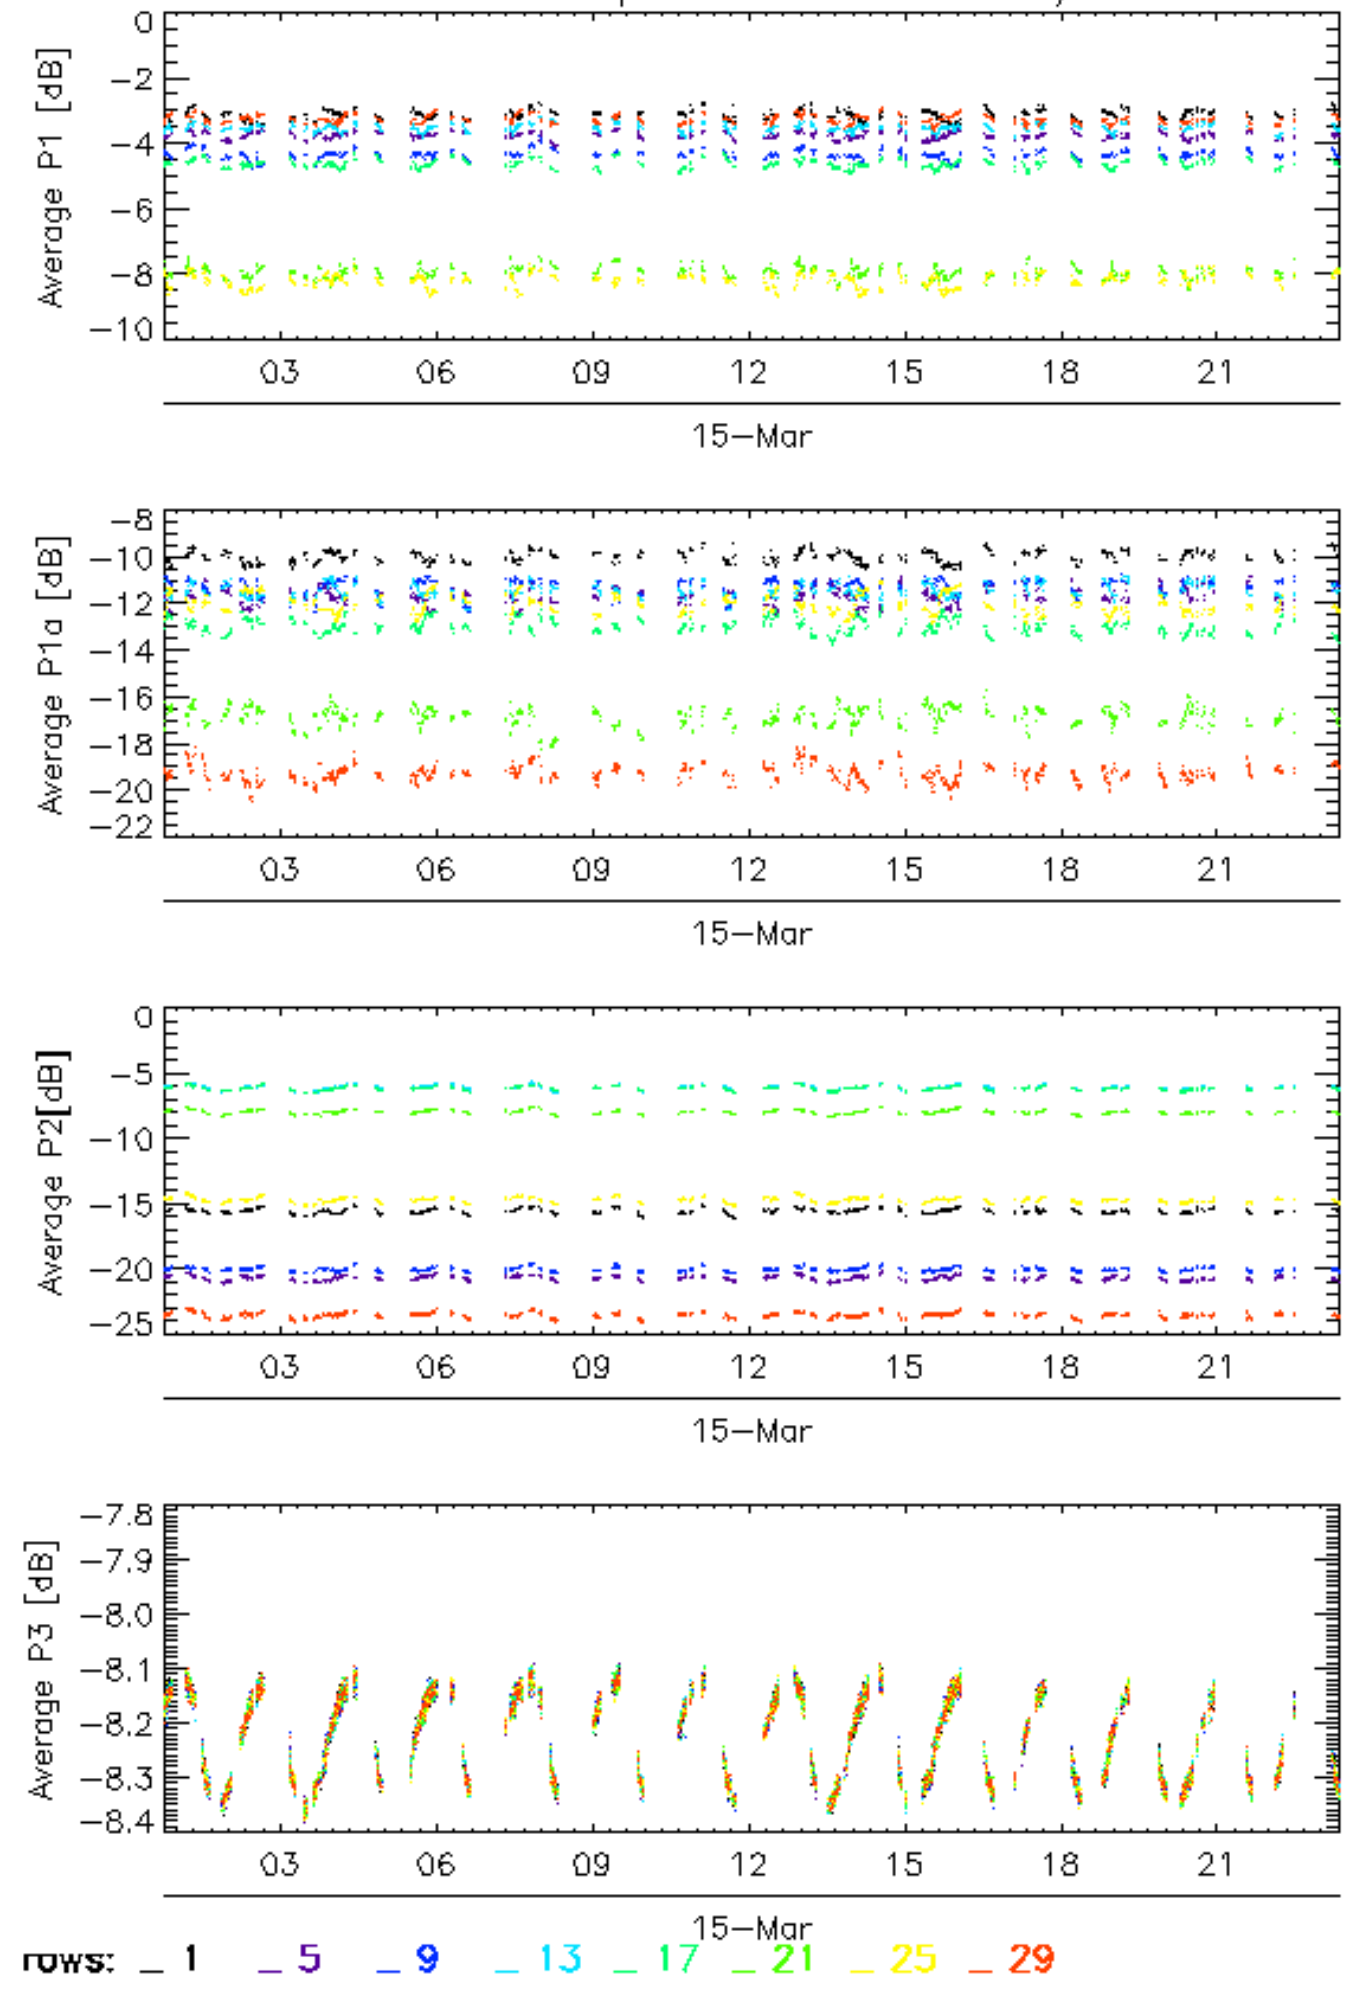 0
−2
−4
−6
−8
−10
Average P1 [dB]
03 06 09 12 15 18 21
15−Mar
−8
−10
−12
−14
−16
−18
−20
−22
Average P1a [dB]
03 06 09 12 15 18 21
15−Mar
0
−5
−10
−15
−20
−25
Average P2[dB]
03 06 09 12 15 18 21
15−Mar
−7.8
−7.9
−8.0
−8.1
−8.2
−8.3
−8.4
Average P3 [dB]
03 06 09 12 15 18 21
15−Mar
rows: _ 1 _ 5 _ 9 _ 13 _ 17 _ 21 _ 25 _ 29